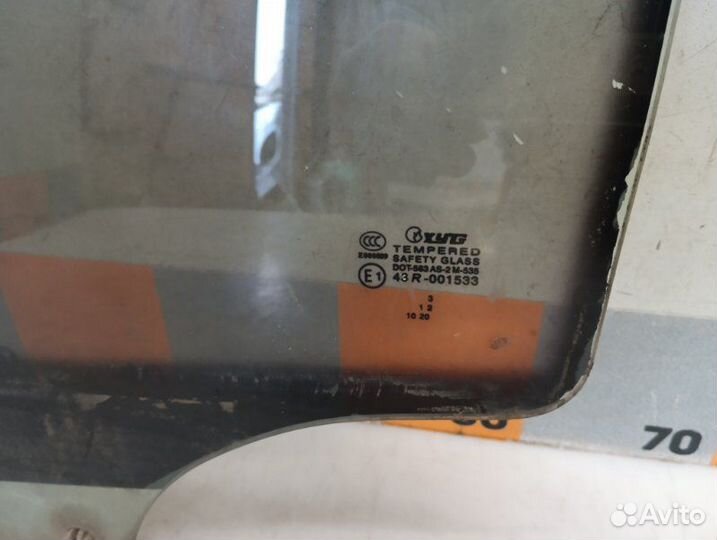 CCC XYG
TEMPERED
SAFETY GLASS
DOT-563 AS-2 M-535
E1 43 R-001533
3
1 2
10 20
70
Avito